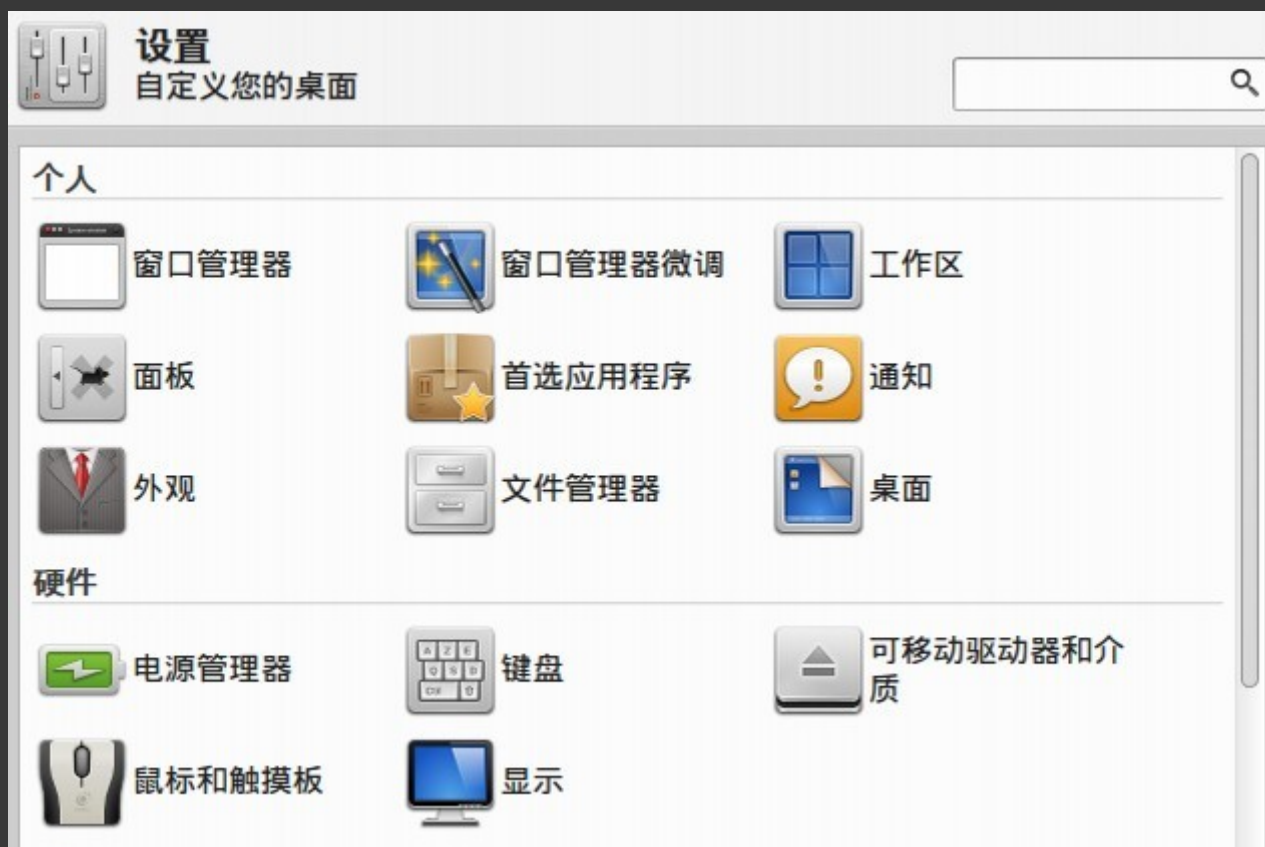 设置
自定义您的桌面
个人
窗口管理器
窗口管理器微调
工作区
面板
首选应用程序
通知
外观
文件管理器
桌面
硬件
电源管理器
键盘
可移动驱动器和介
质
鼠标和触摸板
显示